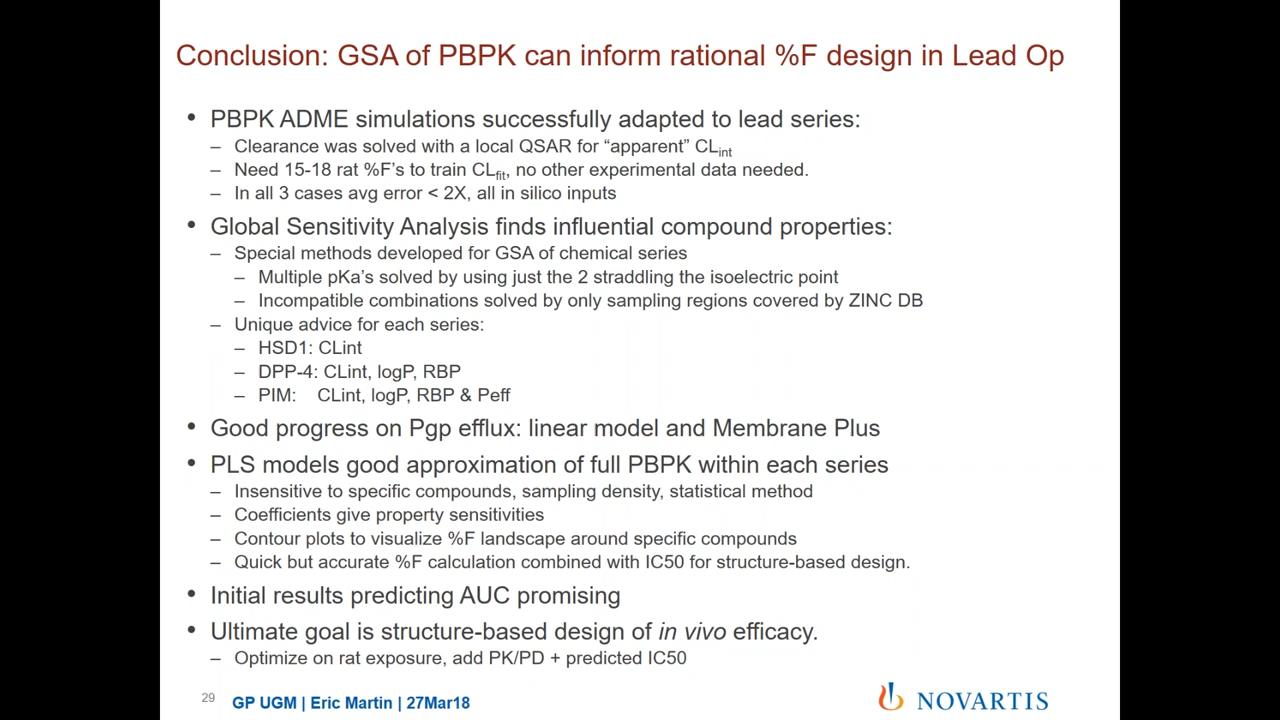 Conclusion: GSA of PBPK can inform rational %F design in Lead Op
• PBPK ADME simulations successfully adapted to lead series:
– Clearance was solved with a local QSAR for “apparent” CLint
– Need 15-18 rat %F’s to train CLfit, no other experimental data needed.
– In all 3 cases avg error < 2X, all in silico inputs
• Global Sensitivity Analysis finds influential compound properties:
– Special methods developed for GSA of chemical series
– Multiple pKa’s solved by using just the 2 straddling the isoelectric point
– Incompatible combinations solved by only sampling regions covered by ZINC DB
– Unique advice for each series:
– HSD1: CLint
– DPP-4: CLint, logP, RBP
– PIM: CLint, logP, RBP & Peff
• Good progress on Pgp efflux: linear model and Membrane Plus
• PLS models good approximation of full PBPK within each series
– Insensitive to specific compounds, sampling density, statistical method
– Coefficients give property sensitivities
– Contour plots to visualize %F landscape around specific compounds
– Quick but accurate %F calculation combined with IC50 for structure-based design.
• Initial results predicting AUC promising
• Ultimate goal is structure-based design of in vivo efficacy.
– Optimize on rat exposure, add PK/PD + predicted IC50
29 GP UGM | Eric Martin | 27Mar18
NOVARTIS